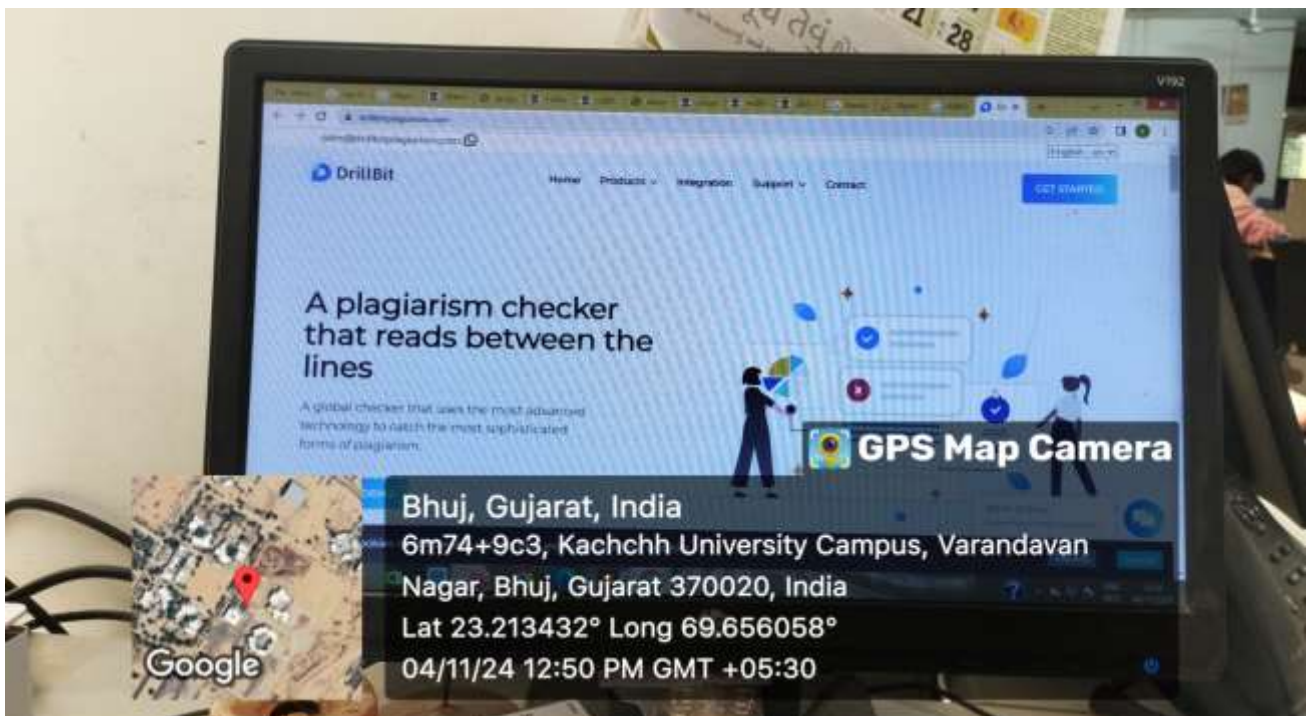 21 : 28
V192
DrillBit
Home Products Integration Support Contact
GET STARTED
A plagiarism checker
that reads between the
lines
A global checker that uses the most advanced
technology to catch the most sophisticated
forms of plagiarism.
GPS Map Camera
Bhuj, Gujarat, India
6m74+9c3, Kachchh University Campus, Varandavan
Nagar, Bhuj, Gujarat 370020, India
Lat 23.213432° Long 69.656058°
04/11/24 12:50 PM GMT +05:30
Google